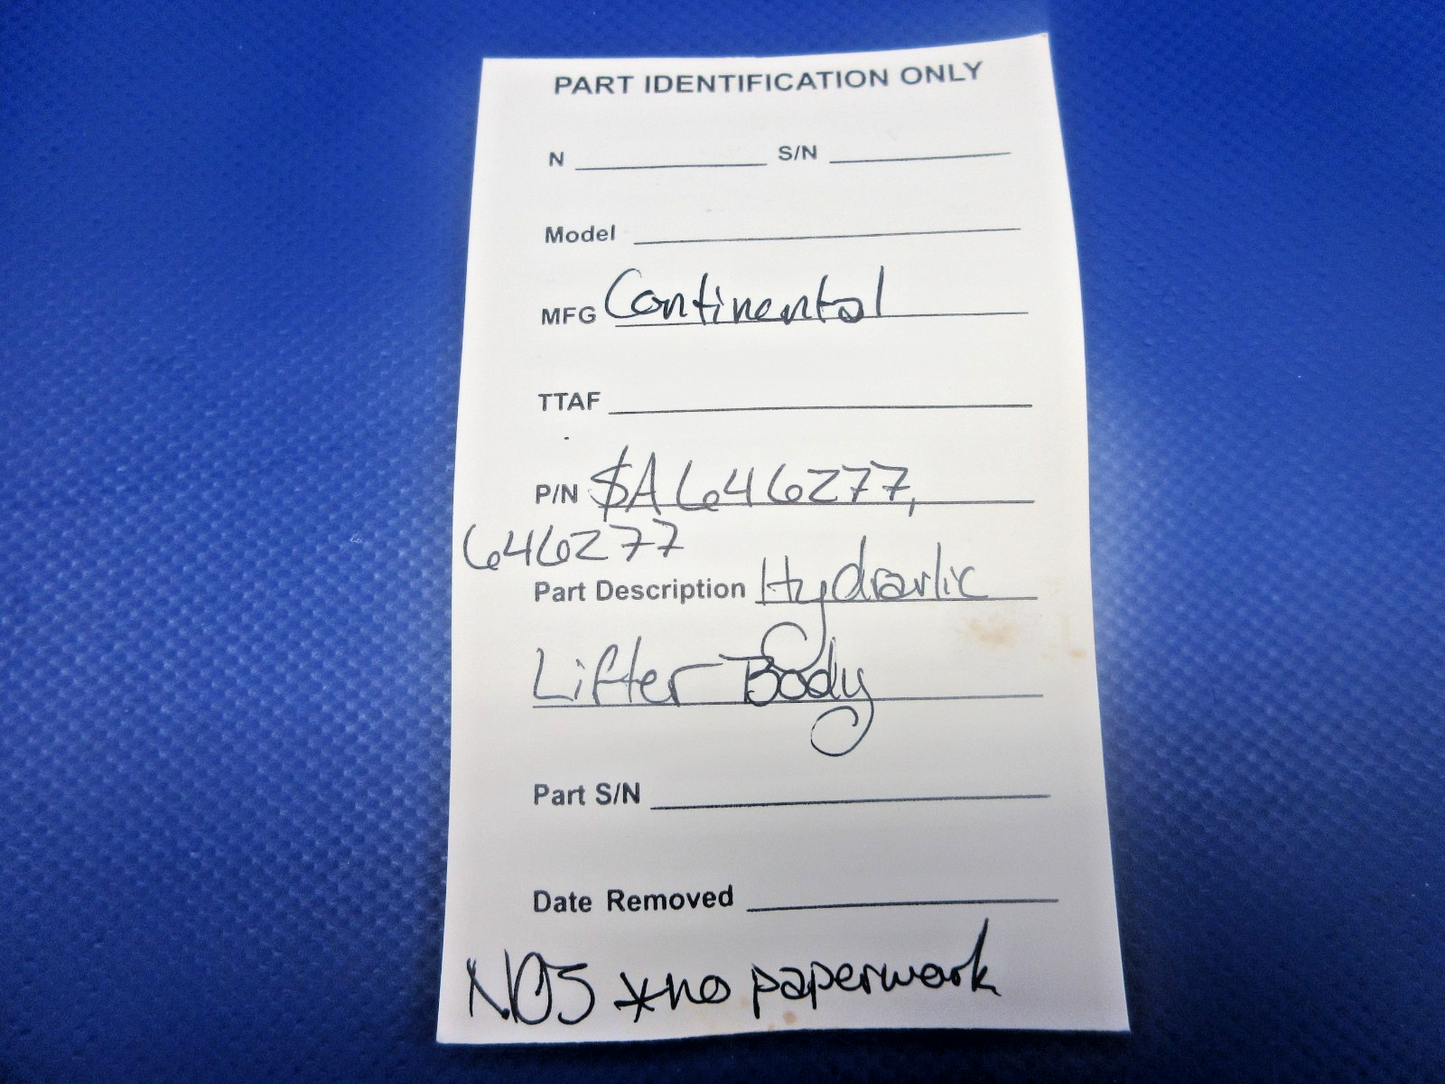 PART IDENTIFICATION ONLY
N S/N
Model
MFG Continental
TTAF
P/N $A646277,
646277
Part Description Hydraulic
Lifter Body
Part S/N
Date Removed
NOS *no paperwork